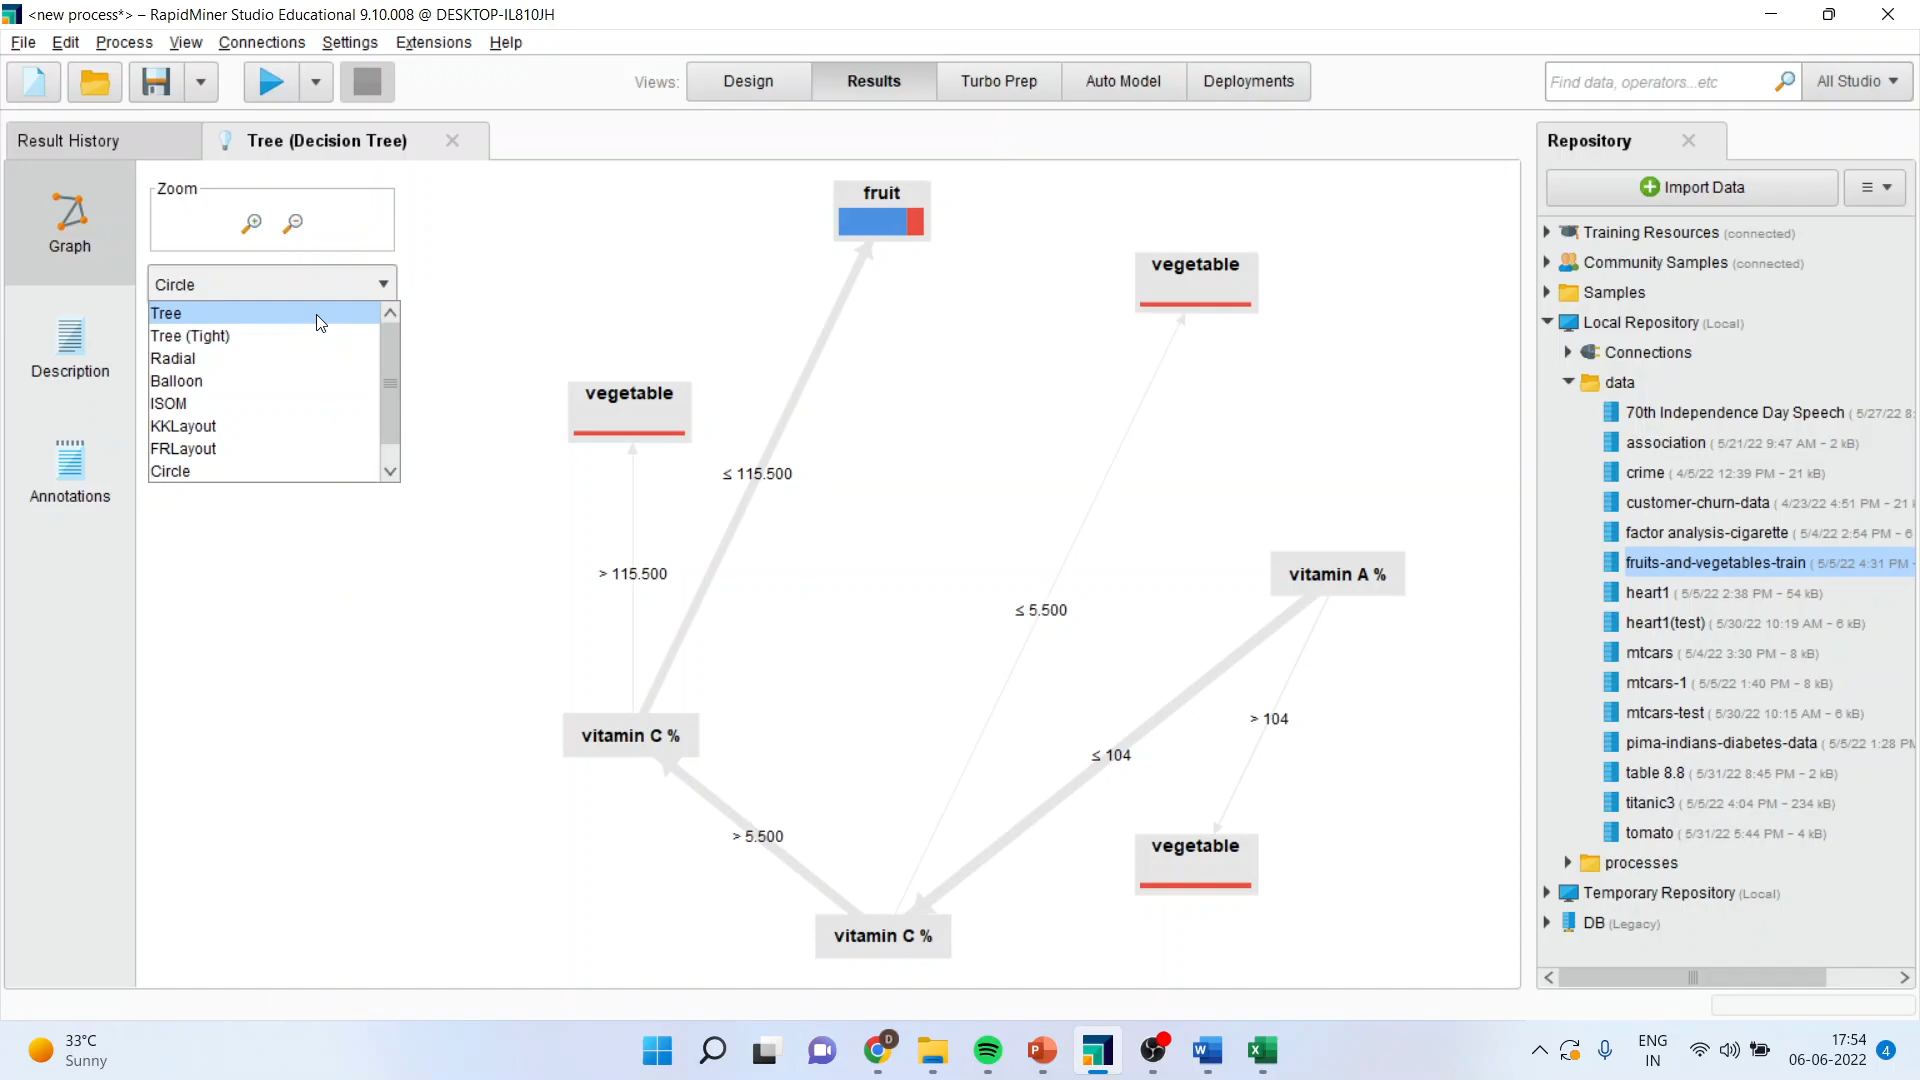 <new process*> – RapidMiner Studio Educational 9.10.008 @ DESKTOP-IL810JH
File Edit Process View Connections Settings Extensions Help
Views: Design Results Turbo Prep Auto Model Deployments
Find data, operators...etc
All Studio
Result History
Tree (Decision Tree)
Repository
Graph
Description
Annotations
Zoom
Circle
Tree
Tree (Tight)
Radial
Balloon
ISOM
KKLayout
FRLayout
Circle
fruit
vegetable
vegetable
≤ 115.500
> 115.500
≤ 5.500
vitamin A %
> 104
≤ 104
vitamin C %
> 5.500
vegetable
vitamin C %
Import Data
Training Resources (connected)
Community Samples (connected)
Samples
Local Repository (Local)
Connections
data
70th Independence Day Speech ( 5/27/22 8:
association ( 5/21/22 9:47 AM – 2 kB)
crime ( 4/5/22 12:39 PM – 21 kB)
customer-churn-data ( 4/23/22 4:51 PM – 21
factor analysis-cigarette ( 5/4/22 2:54 PM – 6
fruits-and-vegetables-train ( 5/5/22 4:31 PM -
heart1 ( 5/5/22 2:38 PM – 54 kB)
heart1(test) ( 5/30/22 10:19 AM – 6 kB)
mtcars ( 5/4/22 3:30 PM – 8 kB)
mtcars-1 ( 5/5/22 1:40 PM – 8 kB)
mtcars-test ( 5/30/22 10:15 AM – 6 kB)
pima-indians-diabetes-data ( 5/5/22 1:28 PM
table 8.8 ( 5/31/22 8:45 PM – 2 kB)
titanic3 ( 5/5/22 4:04 PM – 234 kB)
tomato ( 5/31/22 5:44 PM – 4 kB)
processes
Temporary Repository (Local)
DB (Legacy)
33°C
Sunny
D
P
W
X
ENG
IN
17:54
06-06-2022
4